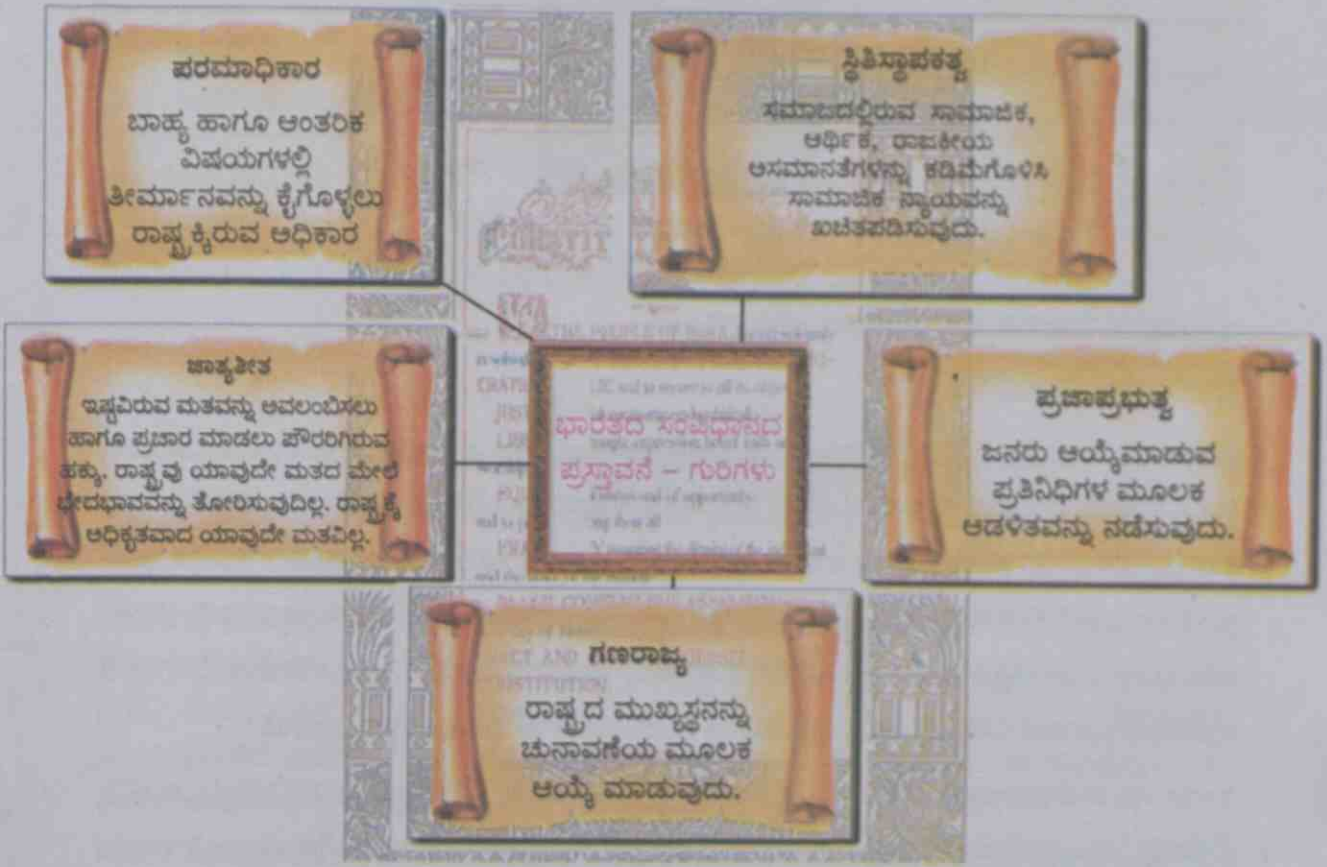 ಪರಮಾಧಿಕಾರ
ಬಾಹ್ಯ ಹಾಗೂ ಆಂತರಿಕ
ವಿಷಯಗಳಲ್ಲಿ
ತೀರ್ಮಾನವನ್ನು ಕೈಗೊಳ್ಳಲು
ರಾಷ್ಟ್ರಕ್ಕಿರುವ ಅಧಿಕಾರ
ಸ್ಥಿತಿಸ್ಥಾಪಕತ್ವ
ಸಮಾಜದಲ್ಲಿರುವ ಸಾಮಾಜಿಕ,
ಆರ್ಥಿಕ, ರಾಜಕೀಯ
ಅಸಮಾನತೆಗಳನ್ನು ಕಡಿಮೆಗೊಳಿಸಿ
ಸಾಮಾಜಿಕ ನ್ಯಾಯವನ್ನು
ಖಚಿತಪಡಿಸುವುದು.
ಜಾತ್ಯತೀತ
ಇಷ್ಟವಿರುವ ಮತವನ್ನು ಅವಲಂಬಿಸಲು
ಹಾಗೂ ಪ್ರಚಾರ ಮಾಡಲು ಪೌರರಿಗಿರುವ
ಹಕ್ಕು. ರಾಷ್ಟ್ರವು ಯಾವುದೇ ಮತದ ಮೇಲೆ
ಭೇದಭಾವವನ್ನು ತೋರಿಸುವುದಿಲ್ಲ. ರಾಷ್ಟ್ರಕ್ಕೆ
ಅಧಿಕೃತವಾದ ಯಾವುದೇ ಮತವಿಲ್ಲ.
ಭಾರತದ ಸಂವಿಧಾನದ
ಪ್ರಸ್ತಾವನೆ – ಗುರಿಗಳು
ಪ್ರಜಾಪ್ರಭುತ್ವ
ಜನರು ಆಯ್ಕೆಮಾಡುವ
ಪ್ರತಿನಿಧಿಗಳ ಮೂಲಕ
ಆಡಳಿತವನ್ನು ನಡೆಸುವುದು.
ಗಣರಾಜ್ಯ
ರಾಷ್ಟ್ರದ ಮುಖ್ಯಸ್ಥನನ್ನು
ಚುನಾವಣೆಯ ಮೂಲಕ
ಆಯ್ಕೆ ಮಾಡುವುದು.